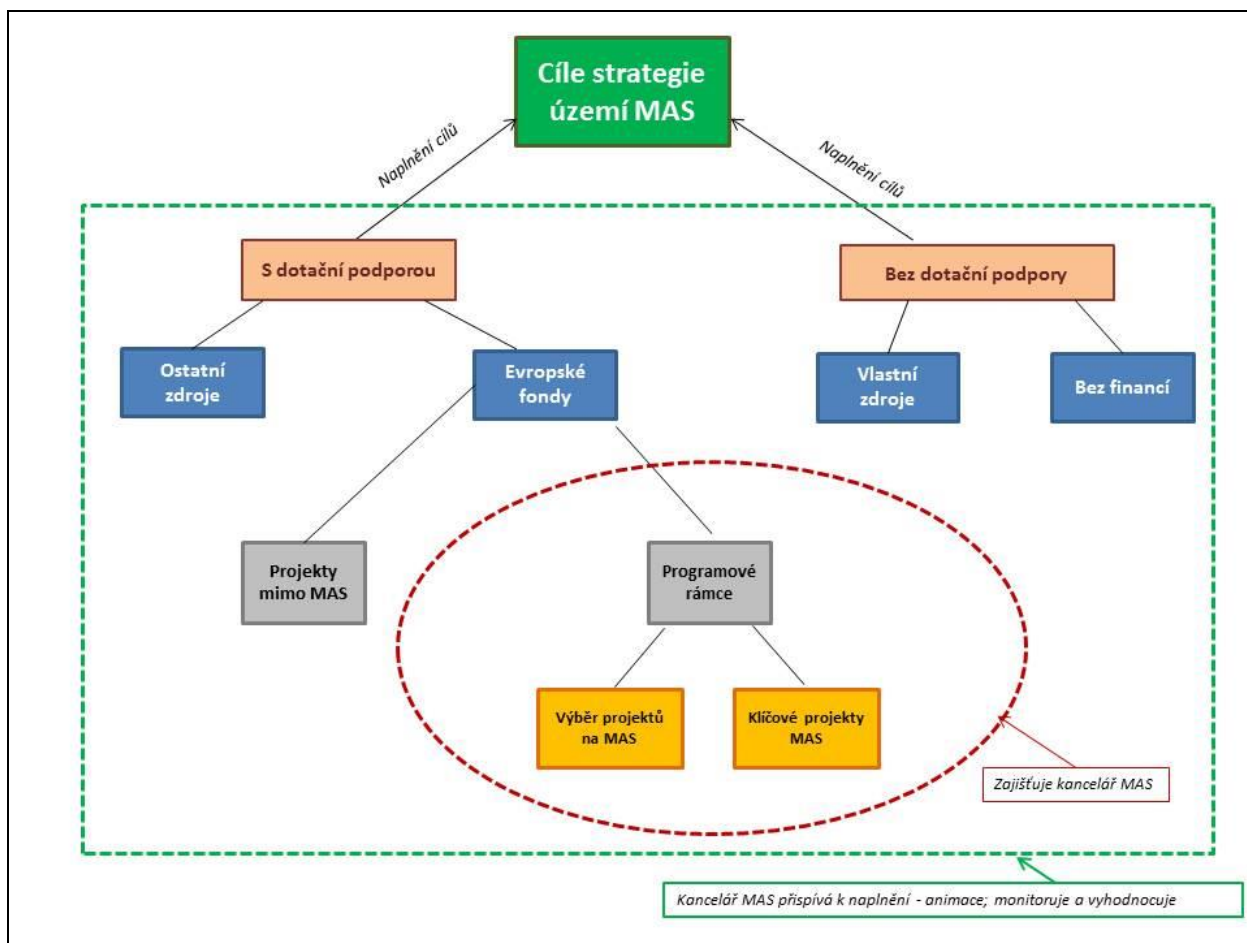 Cíle strategie
území MAS
Naplnění cílů
Naplnění cílů
S dotační podporou
Bez dotační podpory
Ostatní
zdroje
Evropské
fondy
Vlastní
zdroje
Bez financí
Projekty
mimo MAS
Programové
rámce
Výběr projektů
na MAS
Klíčové projekty
MAS
Zajišťuje kancelář MAS
Kancelář MAS přispívá k naplnění - animace; monitoruje a vyhodnocuje